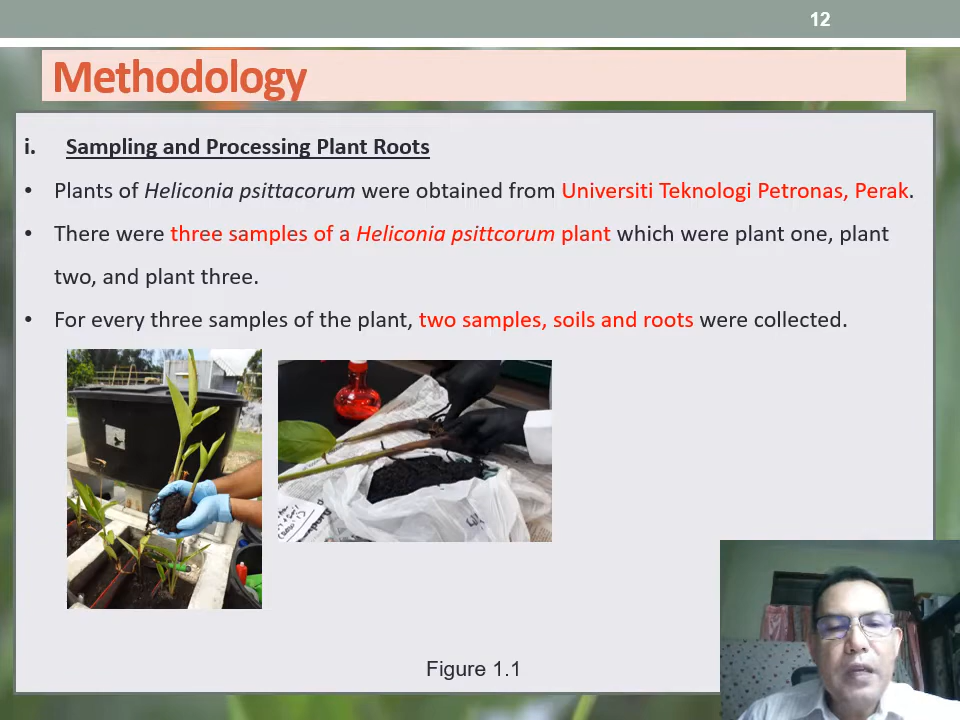 12
Methodology
i. Sampling and Processing Plant Roots
• Plants of Heliconia psittacorum were obtained from Universiti Teknologi Petronas, Perak.
• There were three samples of a Heliconia psittcorum plant which were plant one, plant
two, and plant three.
• For every three samples of the plant, two samples, soils and roots were collected.
Figure 1.1